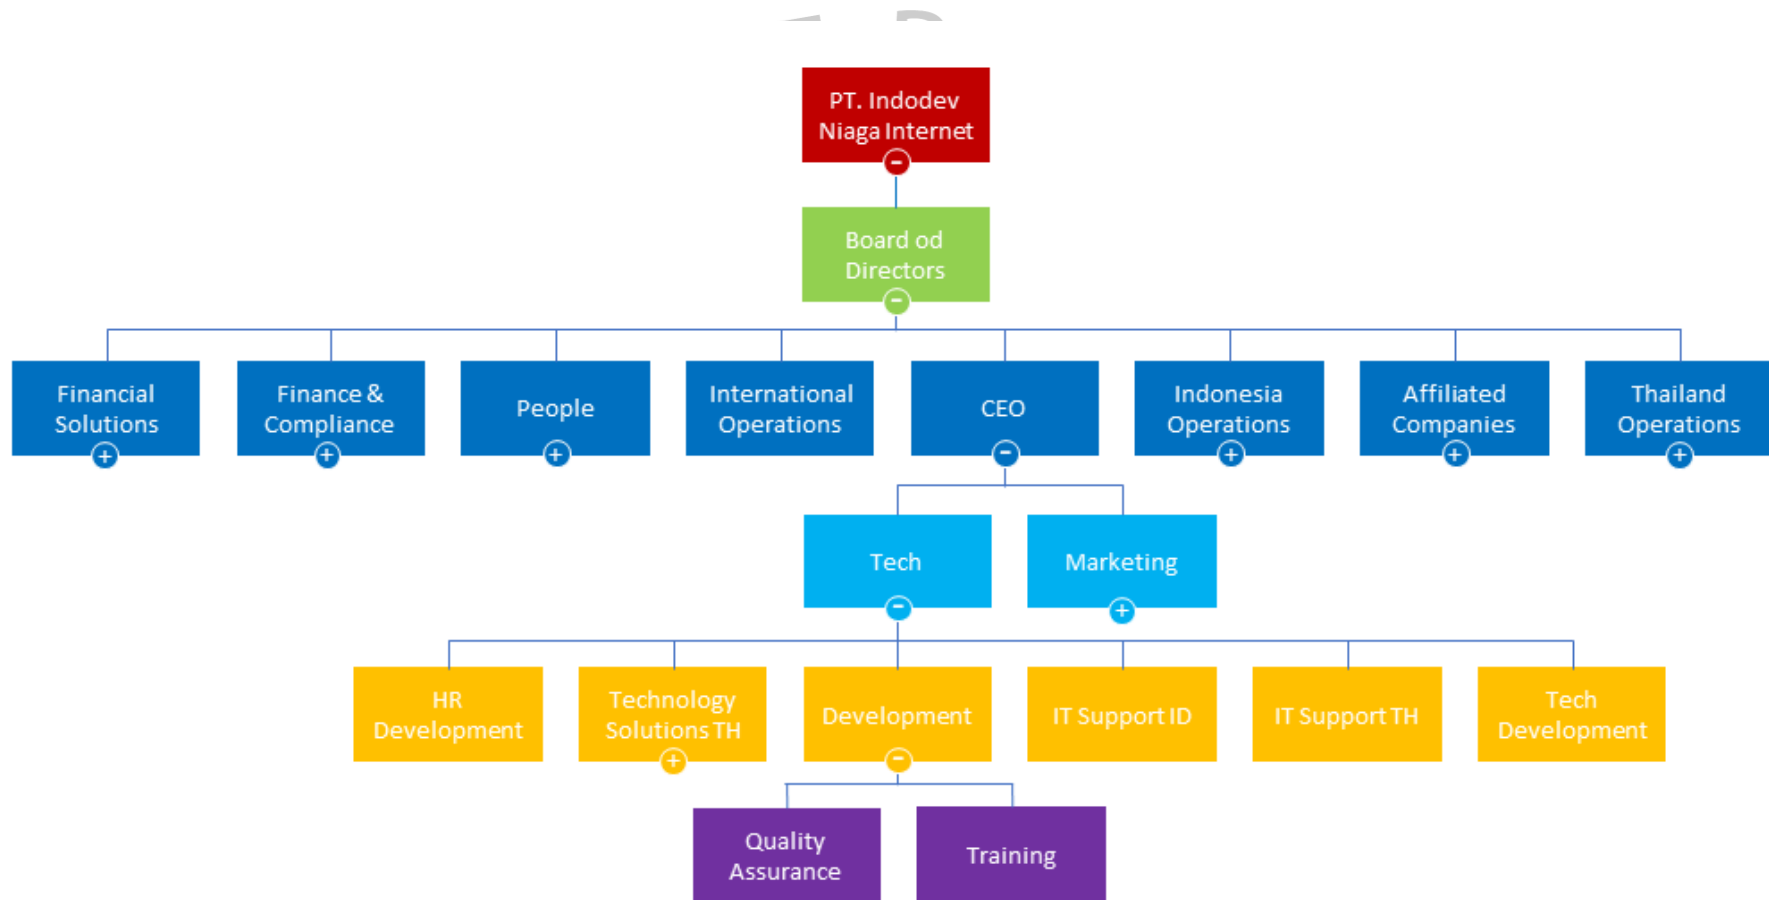 PT. Indodev
Niaga Internet
Board od
Directors
Financial
Solutions
Finance &
Compliance
People
International
Operations
CEO
Indonesia
Operations
Affiliated
Companies
Thailand
Operations
Tech
Marketing
HR
Development
Technology
Solutions TH
Development
IT Support ID
IT Support TH
Tech
Development
Quality
Assurance
Training